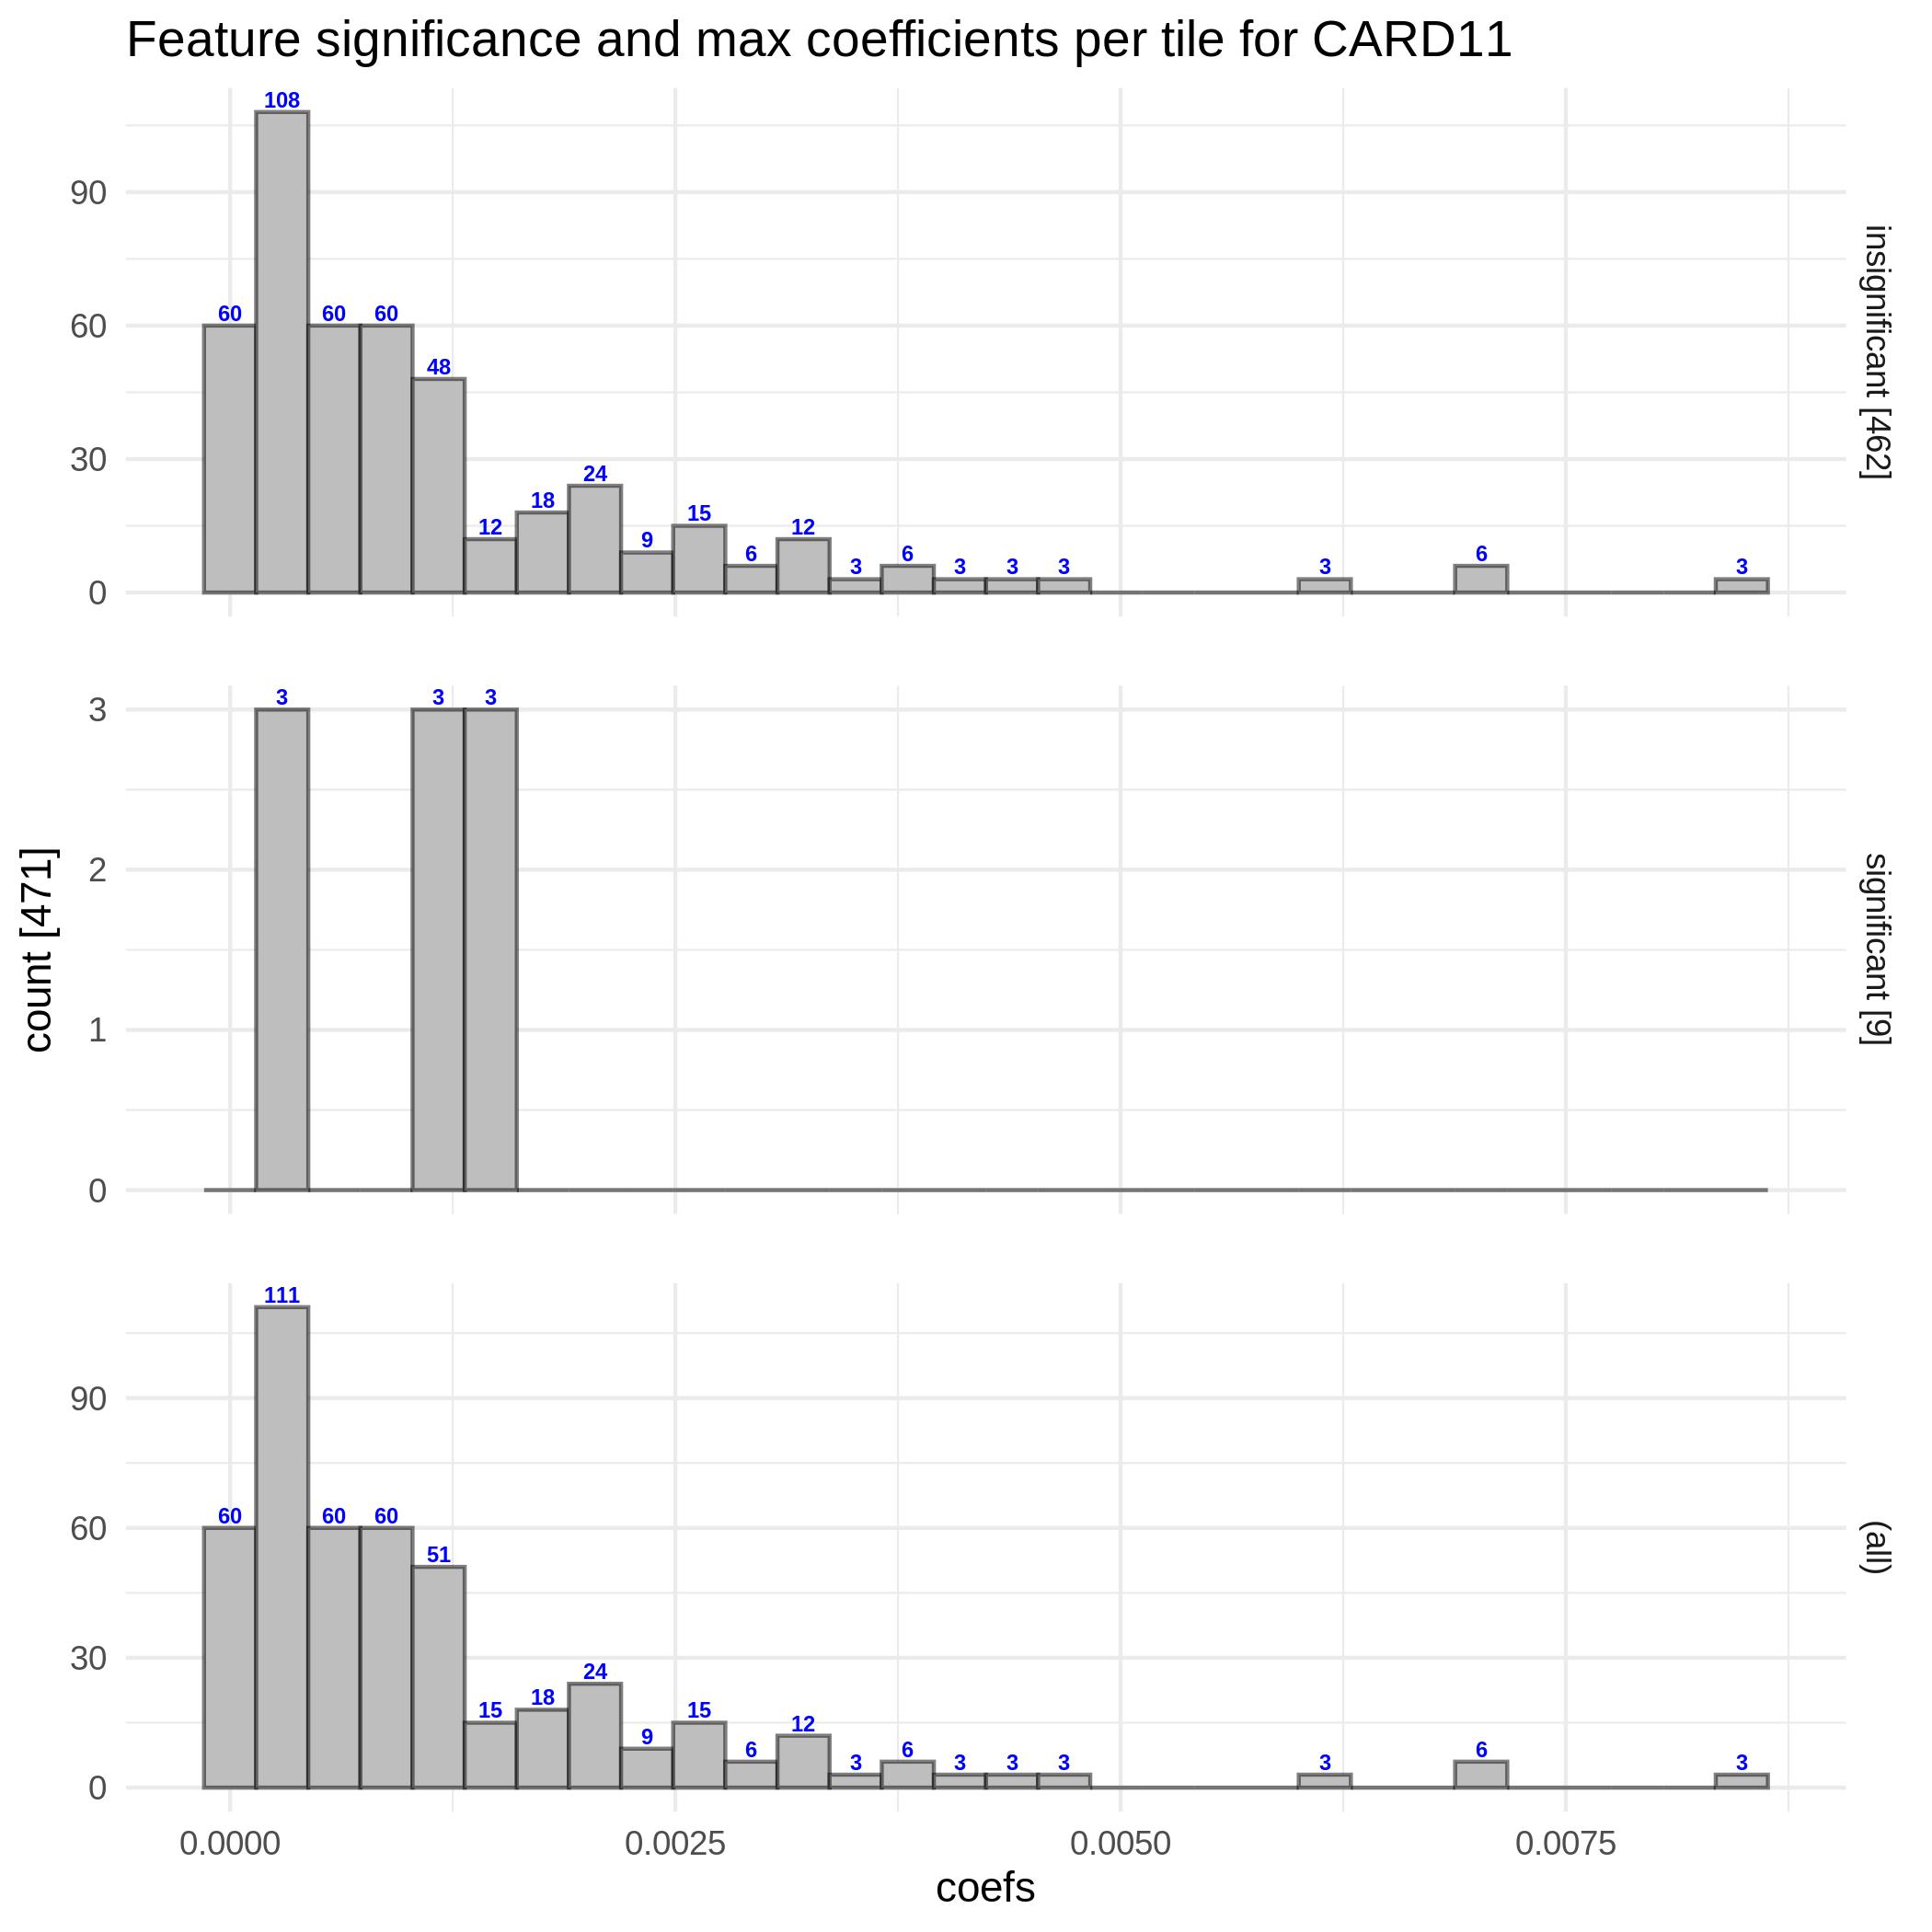 Feature significance and max coefficients per tile for CARD11
108
90
60
60 60 60
48
30
12 18 24 9 15 6 12 3 6 3 3 3 3 6 3
0
insignificant [462]
3 3 3
3
2
1
0
significant [9]
count [471]
111
90
60
60 60 60
51
30
15 18 24 9 15 6 12 3 6 3 3 3 3 6 3
0
(all)
0.0000 0.0025 0.0050 0.0075
coefs